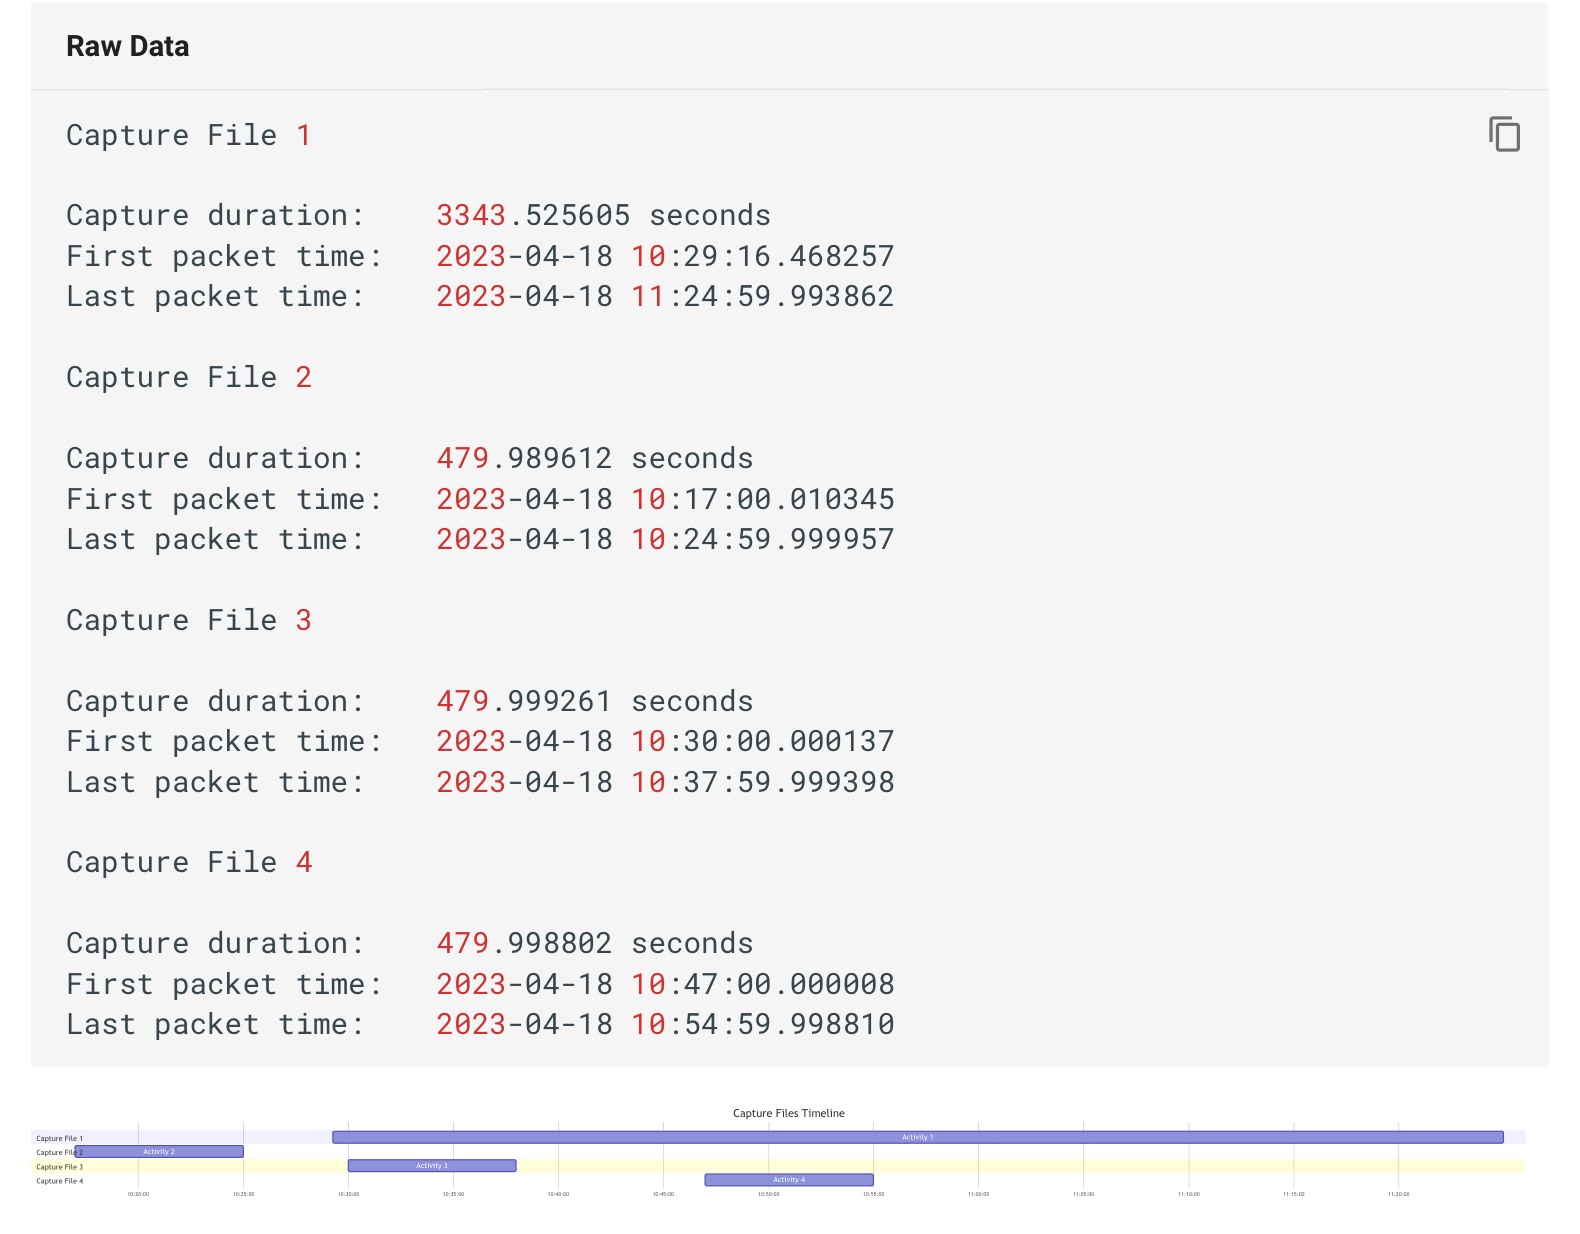 Raw Data
Capture File 1
Capture duration: 3343.525605 seconds
First packet time: 2023-04-18 10:29:16.468257
Last packet time: 2023-04-18 11:24:59.993862
Capture File 2
Capture duration: 479.989612 seconds
First packet time: 2023-04-18 10:17:00.010345
Last packet time: 2023-04-18 10:24:59.999957
Capture File 3
Capture duration: 479.999261 seconds
First packet time: 2023-04-18 10:30:00.000137
Last packet time: 2023-04-18 10:37:59.999398
Capture File 4
Capture duration: 479.998802 seconds
First packet time: 2023-04-18 10:47:00.000008
Last packet time: 2023-04-18 10:54:59.998810
Capture Files Timeline
Capture File 1 Activity 1
Capture File 2 Activity 2
Capture File 3 Activity 3
Capture File 4 Activity 4
10:20:00 10:25:00 10:30:00 10:35:00 10:40:00 10:45:00 10:50:00 10:55:00 11:00:00 11:05:00 11:10:00 11:15:00 11:20:00